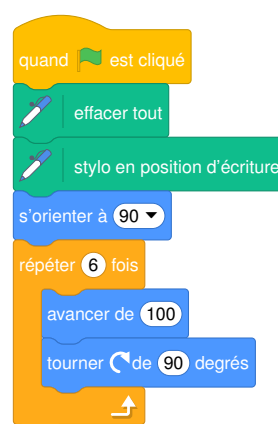 quand est cliqué
effacer tout
stylo en position d'écriture
s'orienter à 90
répéter 6 fois
avancer de 100
tourner de 90 degrés